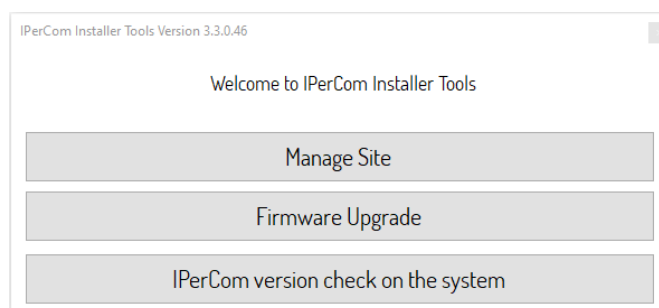 IPerCom Installer Tools Version 3.3.0.46
Welcome to IPerCom Installer Tools
Manage Site
Firmware Upgrade
IPerCom version check on the system